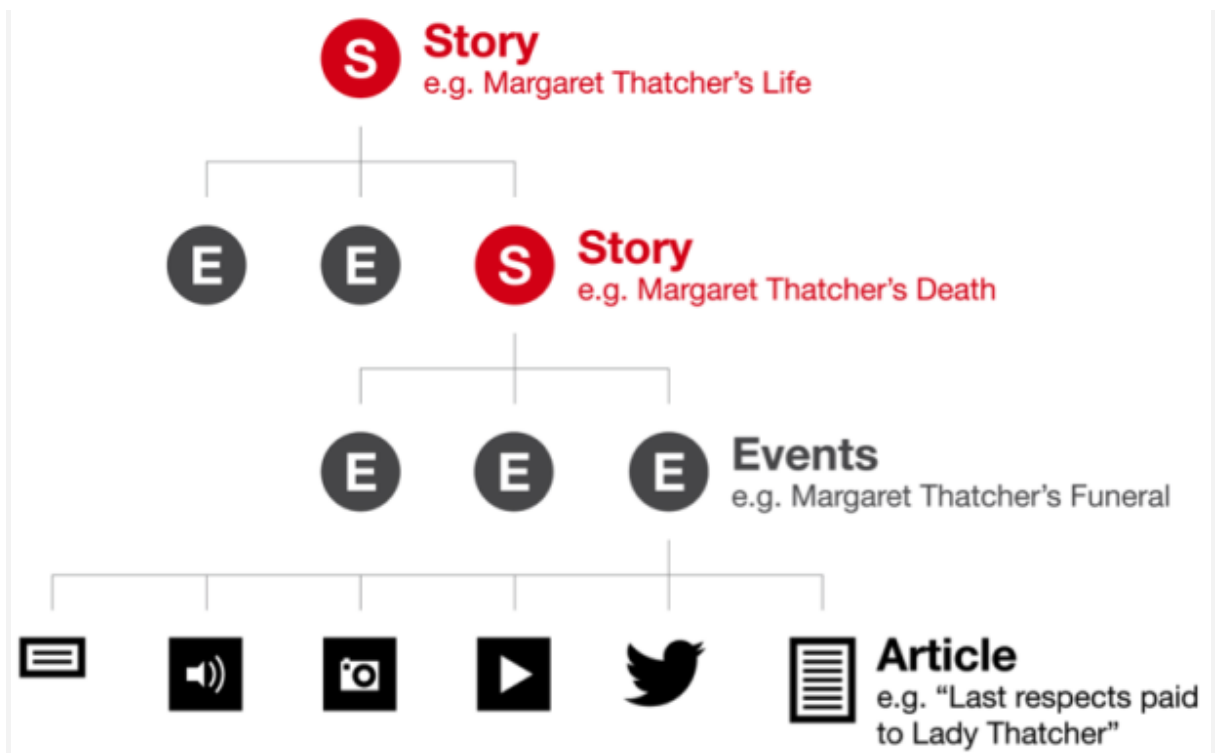 S Story
e.g. Margaret Thatcher’s Life
E E S Story
e.g. Margaret Thatcher’s Death
E E E Events
e.g. Margaret Thatcher’s Funeral
Article
e.g. “Last respects paid
to Lady Thatcher”